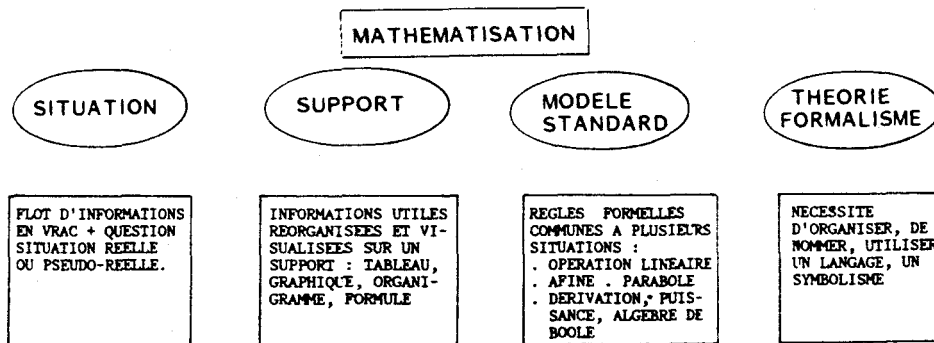 MATHEMATISATION
SITUATION
SUPPORT
MODELE
STANDARD
THEORIE
FORMALISME
FLOT D'INFORMATIONS
EN VRAC + QUESTION
SITUATION REELLE
OU PSEUDO-REELLE.
INFORMATIONS UTILES
REORGANISEES ET VI-
SUALISEES SUR UN
SUPPORT : TABLEAU,
GRAPHIQUE, ORGANI-
GRAMME, FORMULE
REGLES FORMELLES
COMMUNES A PLUSIEURS
SITUATIONS :
. OPERATION LINEAIRE
. AFINE . PARABOLE
. DERIVATION, PUIS-
SANCE, ALGEBRE DE
BOOLE
NECESSITE
D'ORGANISER, DE
NOMMER, UTILISER
UN LANGAGE, UN
SYMBOLISME